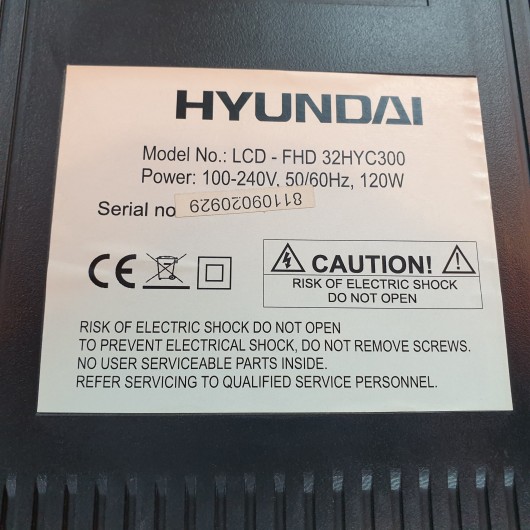 HYUNDAI
Model No.: LCD - FHD 32HYC300
Power: 100-240V, 50/60Hz, 120W
Serial no 81109020929
CE
CAUTION!
RISK OF ELECTRIC SHOCK
DO NOT OPEN
RISK OF ELECTRIC SHOCK DO NOT OPEN
TO PREVENT ELECTRICAL SHOCK, DO NOT REMOVE SCREWS.
NO USER SERVICEABLE PARTS INSIDE.
REFER SERVICING TO QUALIFIED SERVICE PERSONNEL.